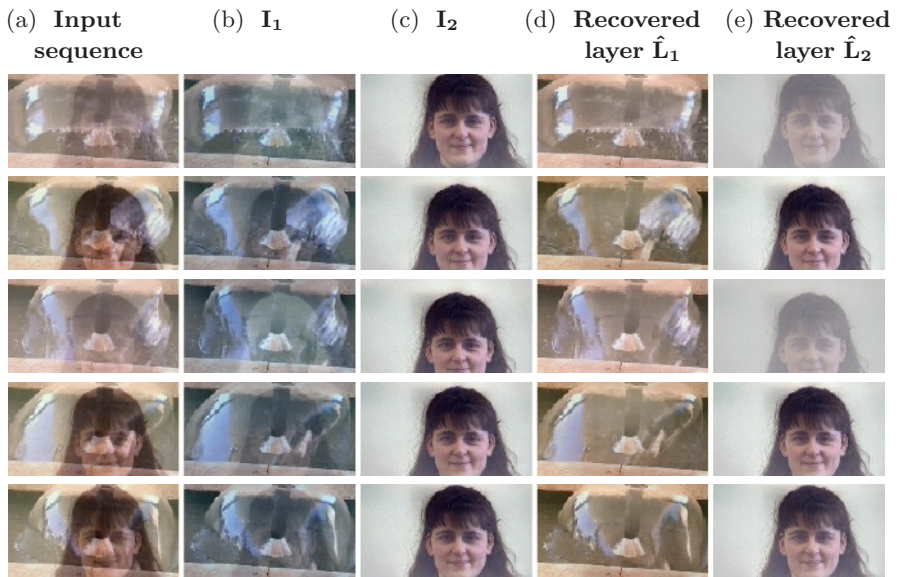 (a) Input sequence
(b) I₁
(c) I₂
(d) Recovered layer L̂₁
(e) Recovered layer L̂₂